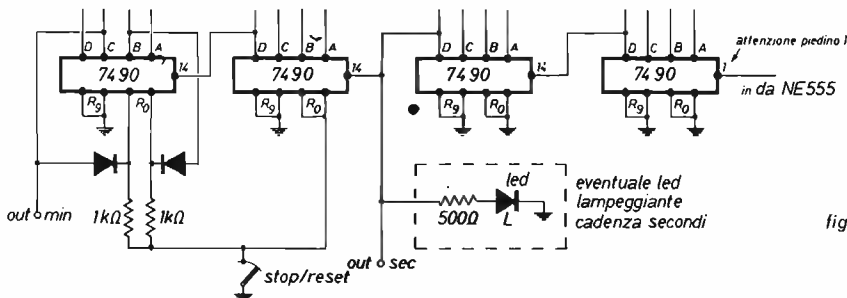 D C B A
D C B A
D C B A
D C B A
attenzione piedino 1
7490 14
7490 14
7490 14
7490 1
in da NE555
R9 R0
R9 R0
R9 R0
R9 R0
out min
1kΩ 1kΩ
500Ω
led
L
eventuale led
lampeggiante
cadenza secondi
fig
stop/reset
out sec